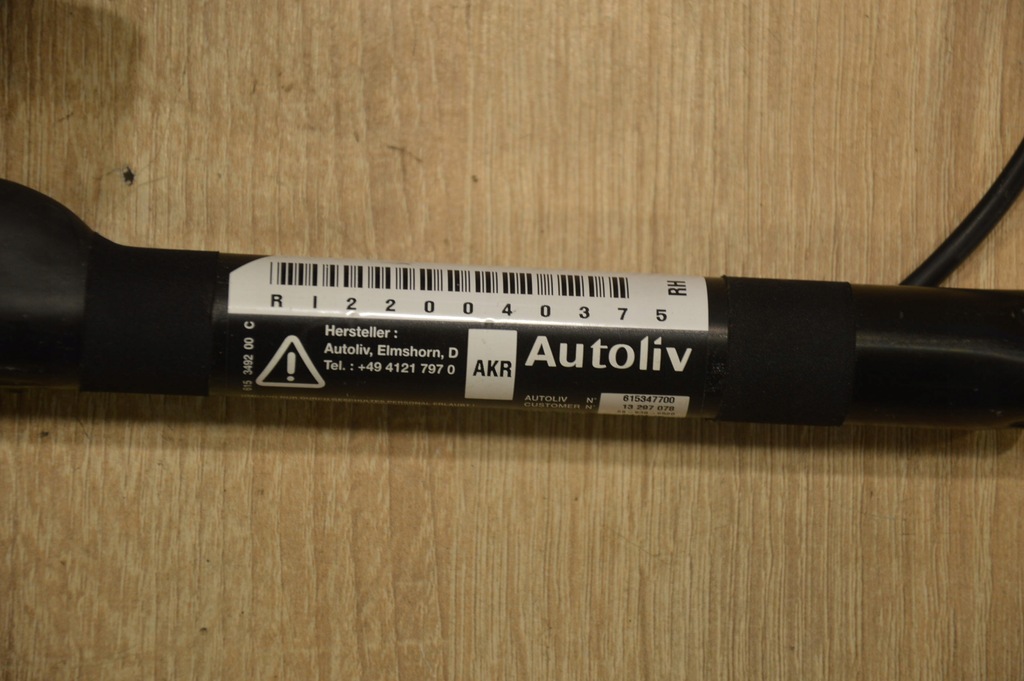 RH
R I 2 2 0 0 4 0 3 7 5
615 3492 00 C
Hersteller :
Autoliv, Elmshorn, D
Tel. : +49 4121 797 0
AKR
Autoliv
AUTOLIV N° 615347700
CUSTOMER N° 13 297 078